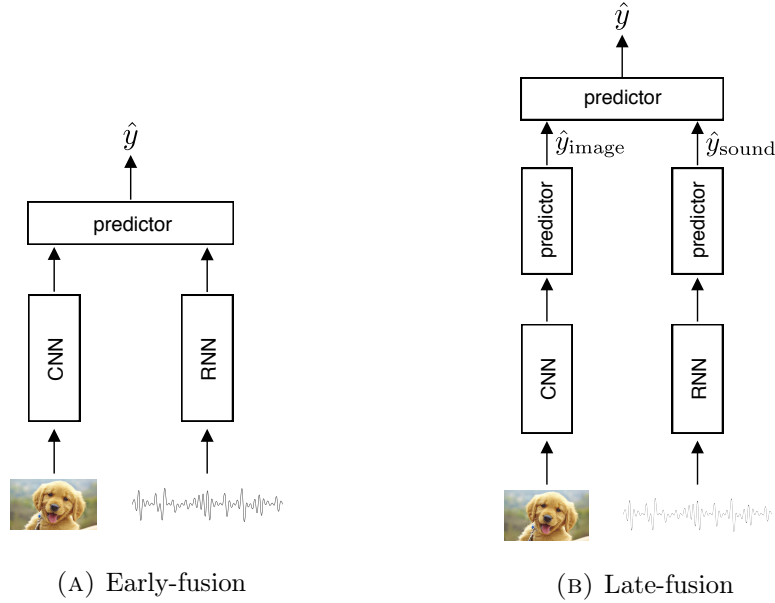 ŷ
predictor
CNN
RNN
(A) Early-fusion
ŷ
predictor
ŷ_image
ŷ_sound
predictor
predictor
CNN
RNN
(B) Late-fusion